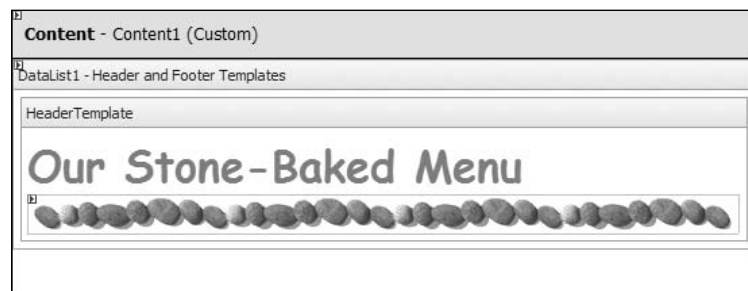 Content - Content1 (Custom)
DataList1 - Header and Footer Templates
HeaderTemplate
Our Stone-Baked Menu